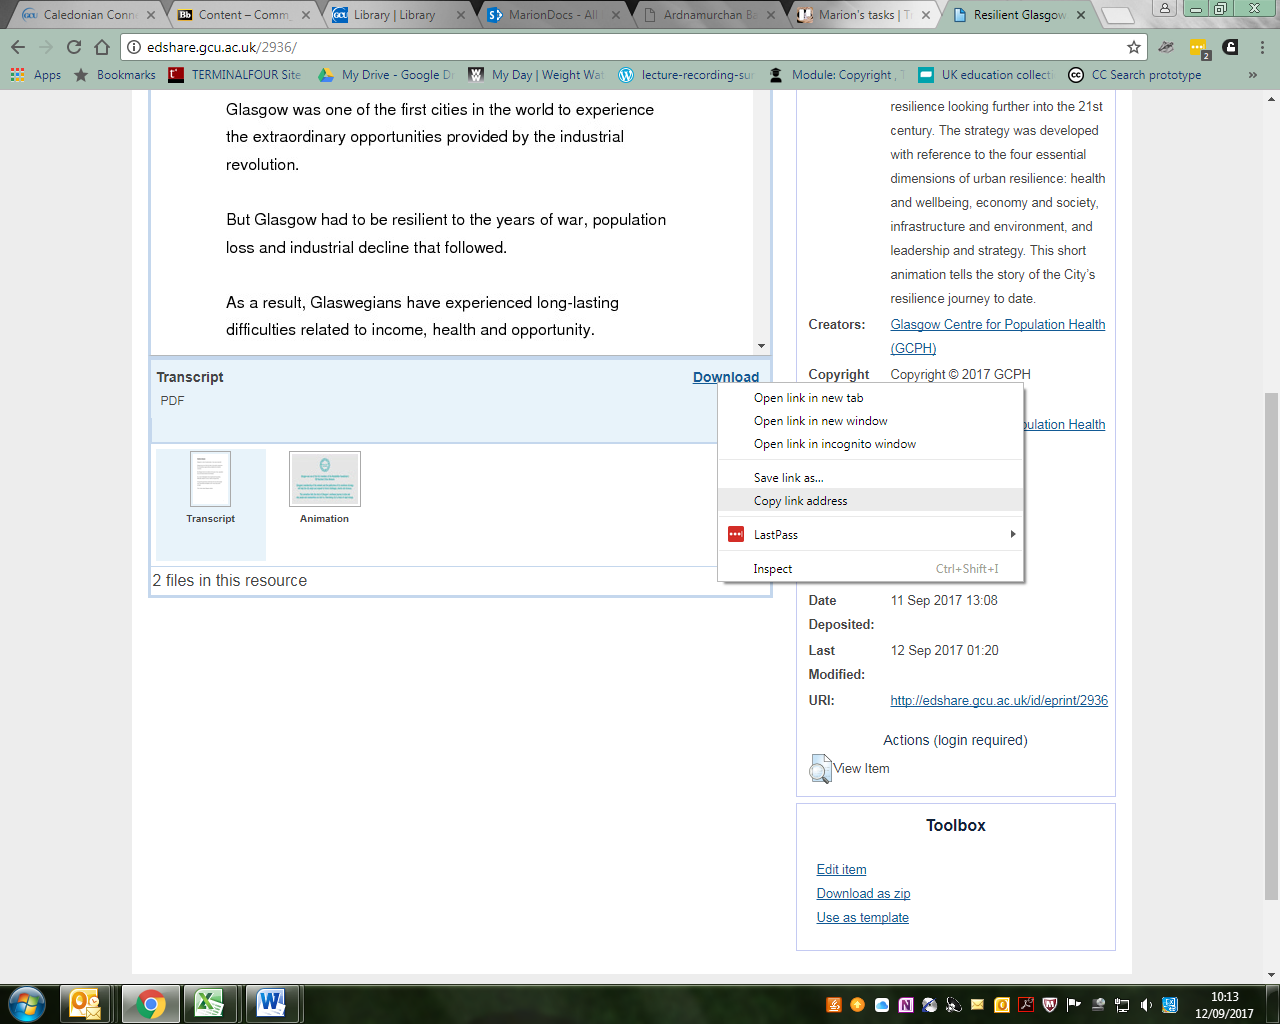 Caledonian Conn
Content – Comm
Library | Library
MarionDocs - All
Ardnamurchan Ba
Marion's tasks | T
Resilient Glasgow
edshare.gcu.ac.uk/2936/
2
Apps
Bookmarks
TERMINALFOUR Site
My Drive - Google Dr
My Day | Weight Wat
lecture-recording-sur
Module: Copyright , T
UK education collecti
CC Search prototype
»
Glasgow was one of the first cities in the world to experience
the extraordinary opportunities provided by the industrial
revolution.
But Glasgow had to be resilient to the years of war, population
loss and industrial decline that followed.
As a result, Glaswegians have experienced long-lasting
difficulties related to income, health and opportunity.
Transcript
Download
PDF
Transcript
Animation
2 files in this resource
Open link in new tab
Open link in new window
Open link in incognito window
Save link as...
Copy link address
LastPass
Inspect Ctrl+Shift+I
resilience looking further into the 21st
century. The strategy was developed
with reference to the four essential
dimensions of urban resilience: health
and wellbeing, economy and society,
infrastructure and environment, and
leadership and strategy. This short
animation tells the story of the City's
resilience journey to date.
Creators: Glasgow Centre for Population Health
(GCPH)
Copyright Copyright © 2017 GCPH
pulation Health
Date 11 Sep 2017 13:08
Deposited:
Last 12 Sep 2017 01:20
Modified:
URI: http://edshare.gcu.ac.uk/id/eprint/2936
Actions (login required)
View Item
Toolbox
Edit item
Download as zip
Use as template
10:13
12/09/2017